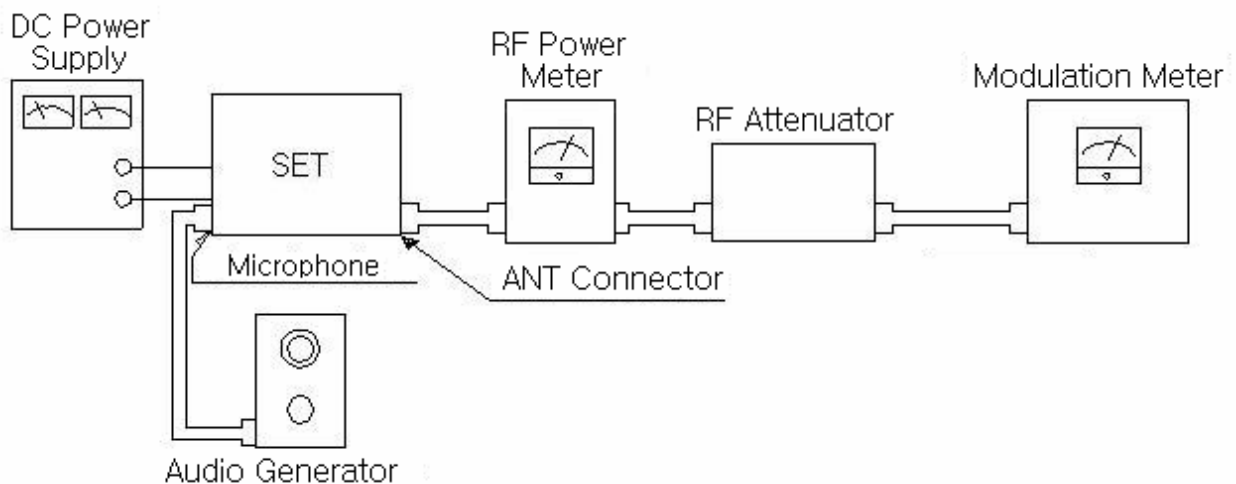 DC Power
Supply
RF Power
Meter
Modulation Meter
RF Attenuator
SET
Microphone
ANT Connector
Audio Generator